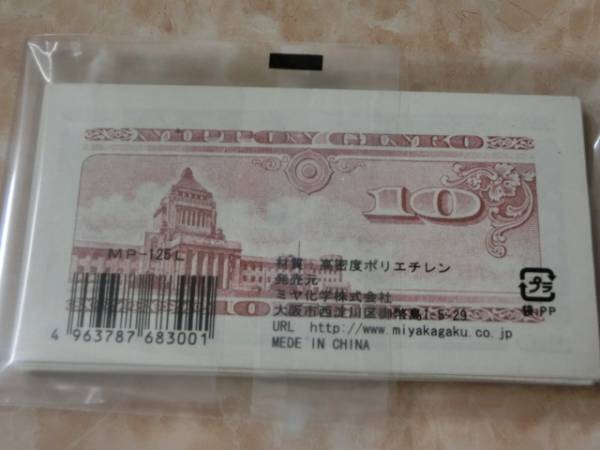 NIPPON GINKO
10
MP-125L
材質 高密度ポリエチレン
発売元
ミヤ化学株式会社
大阪市西淀川区御幣島1-5-29
URL http://www.miyakagaku.co.jp
MEDE IN CHINA
10
4 963787 683001
プラ
袋:PP